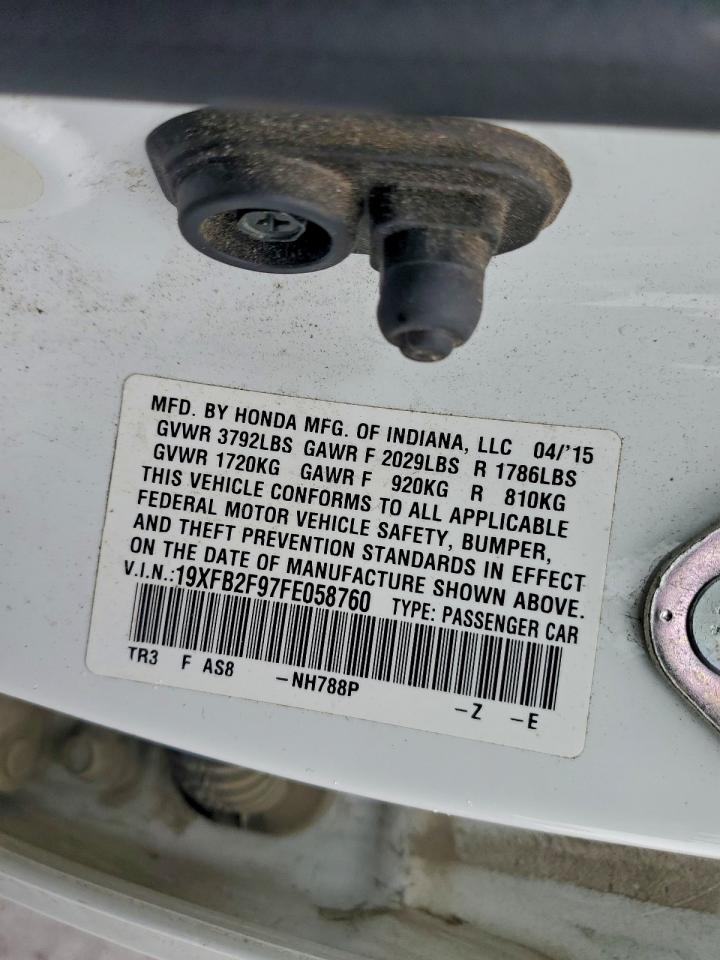 MFD. BY HONDA MFG. OF INDIANA, LLC 04/'15
GVWR 3792LBS GAWR F 2029LBS R 1786LBS
GVWR 1720KG GAWR F 920KG R 810KG
THIS VEHICLE CONFORMS TO ALL APPLICABLE
FEDERAL MOTOR VEHICLE SAFETY, BUMPER,
AND THEFT PREVENTION STANDARDS IN EFFECT
ON THE DATE OF MANUFACTURE SHOWN ABOVE.
V.I.N.:19XFB2F97FE058760 TYPE: PASSENGER CAR
TR3 F AS8 -NH788P -Z -E